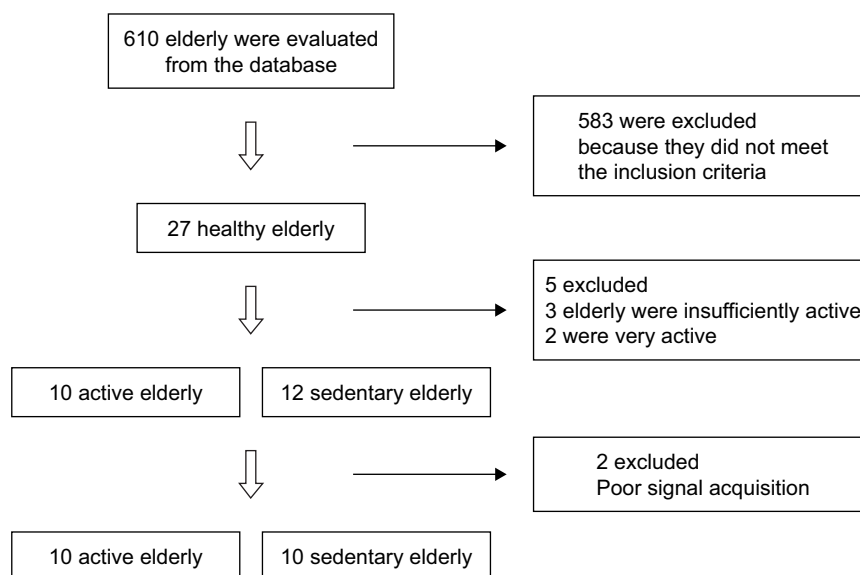 610 elderly were evaluated
from the database
583 were excluded
because they did not meet
the inclusion criteria
27 healthy elderly
5 excluded
3 elderly were insufficiently active
2 were very active
10 active elderly
12 sedentary elderly
2 excluded
Poor signal acquisition
10 active elderly
10 sedentary elderly